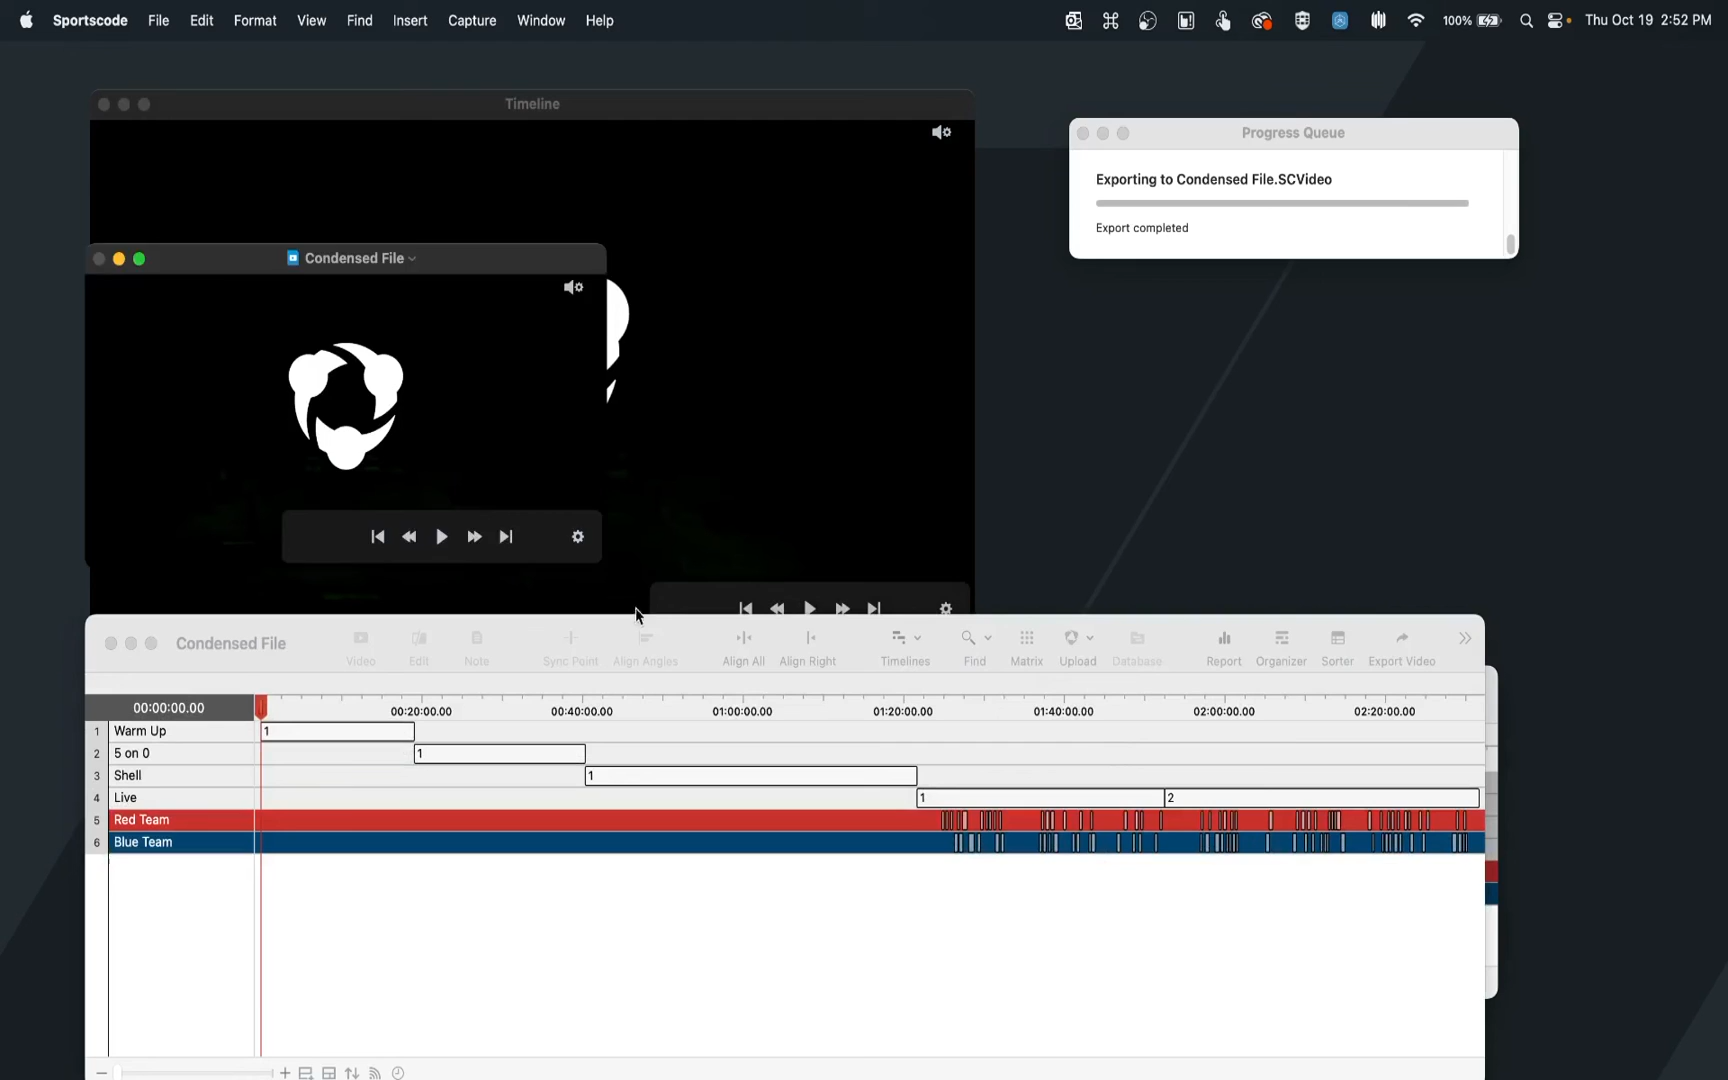 Sportscode File Edit Format View Find Insert Capture Window Help 100% Thu Oct 19 2:52 PM
Timeline
Progress Queue
Exporting to Condensed File.SCVideo
Export completed
Condensed File
Condensed File
Video Edit Note Sync Point Align Angles Align All Align Right Timelines Find Matrix Upload Database Report Organizer Sorter Export Video
00:00:00.00 00:20:00.00 00:40:00.00 01:00:00.00 01:20:00.00 01:40:00.00 02:00:00.00 02:20:00.00
1 Warm Up 1
2 5 on 0 1
3 Shell 1
4 Live 1 2
5 Red Team
6 Blue Team